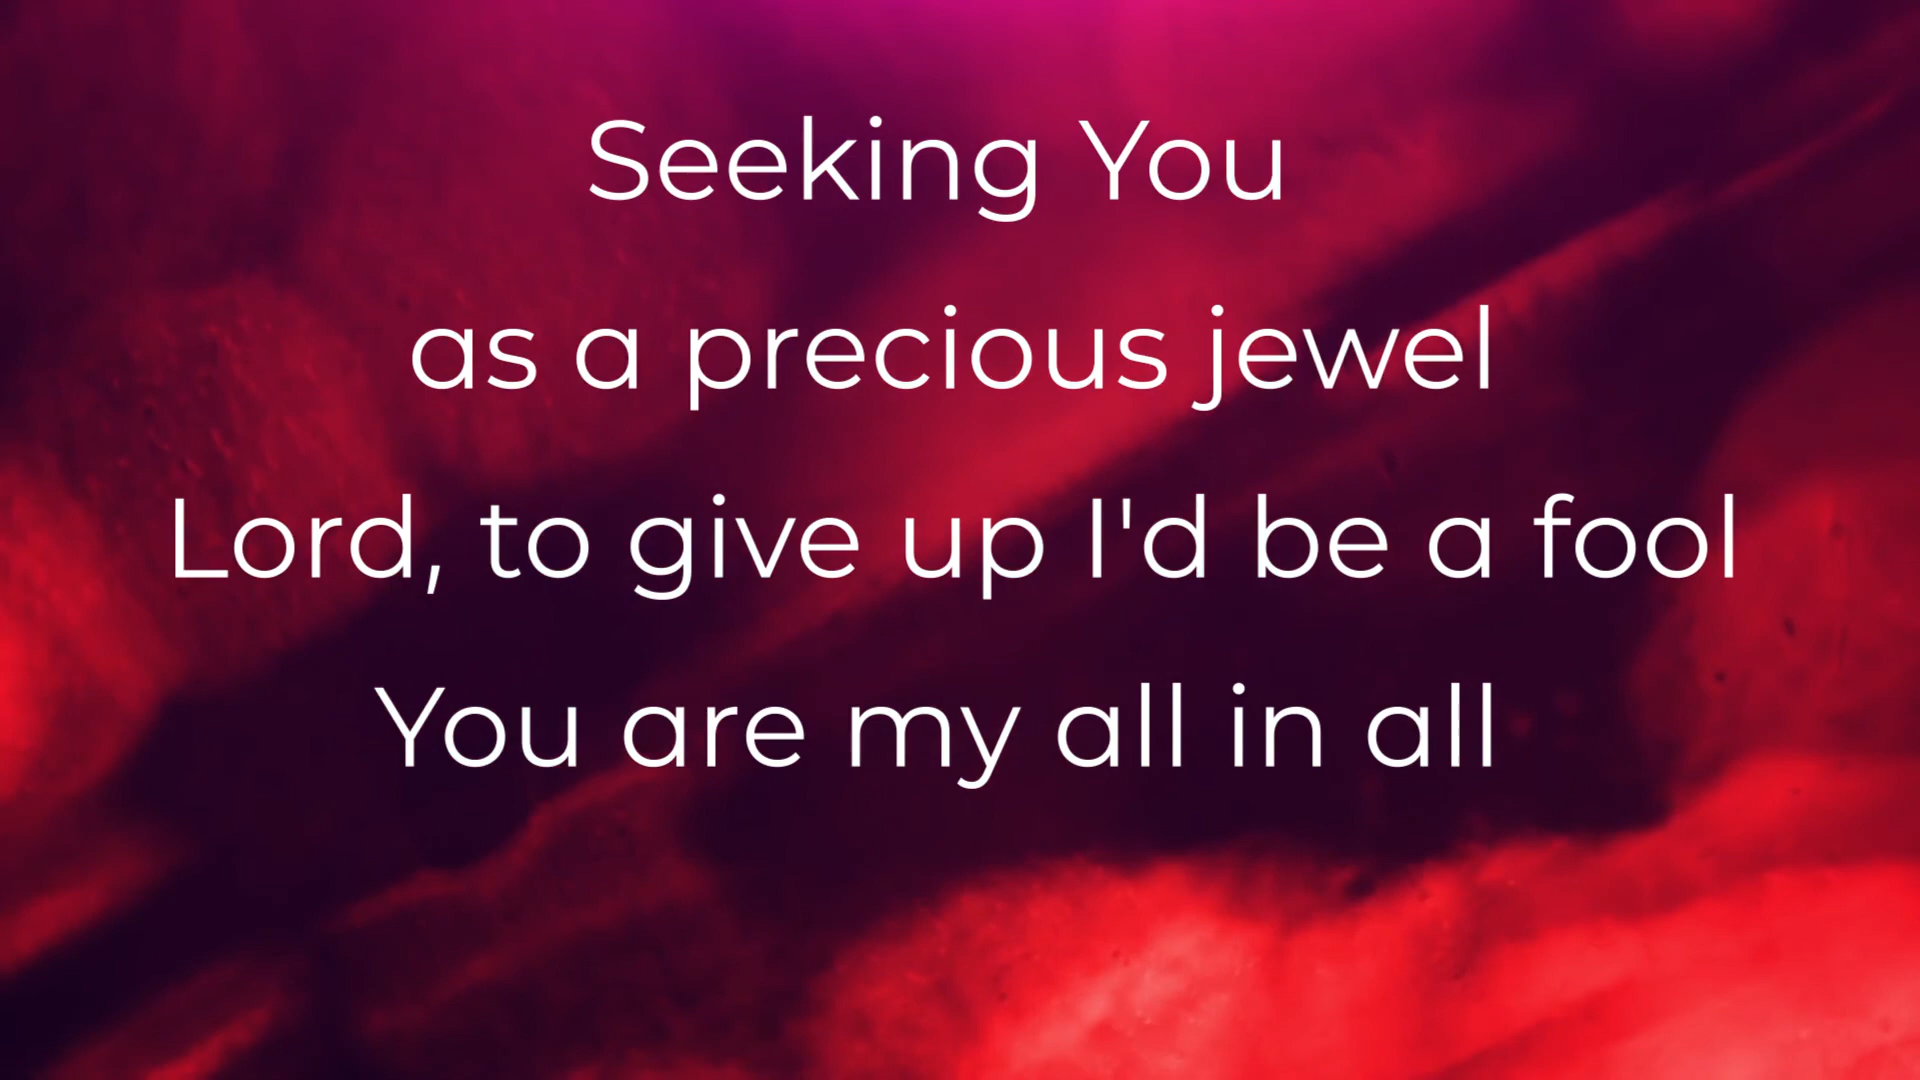 Seeking You
as a precious jewel
Lord, to give up I'd be a fool
You are my all in all